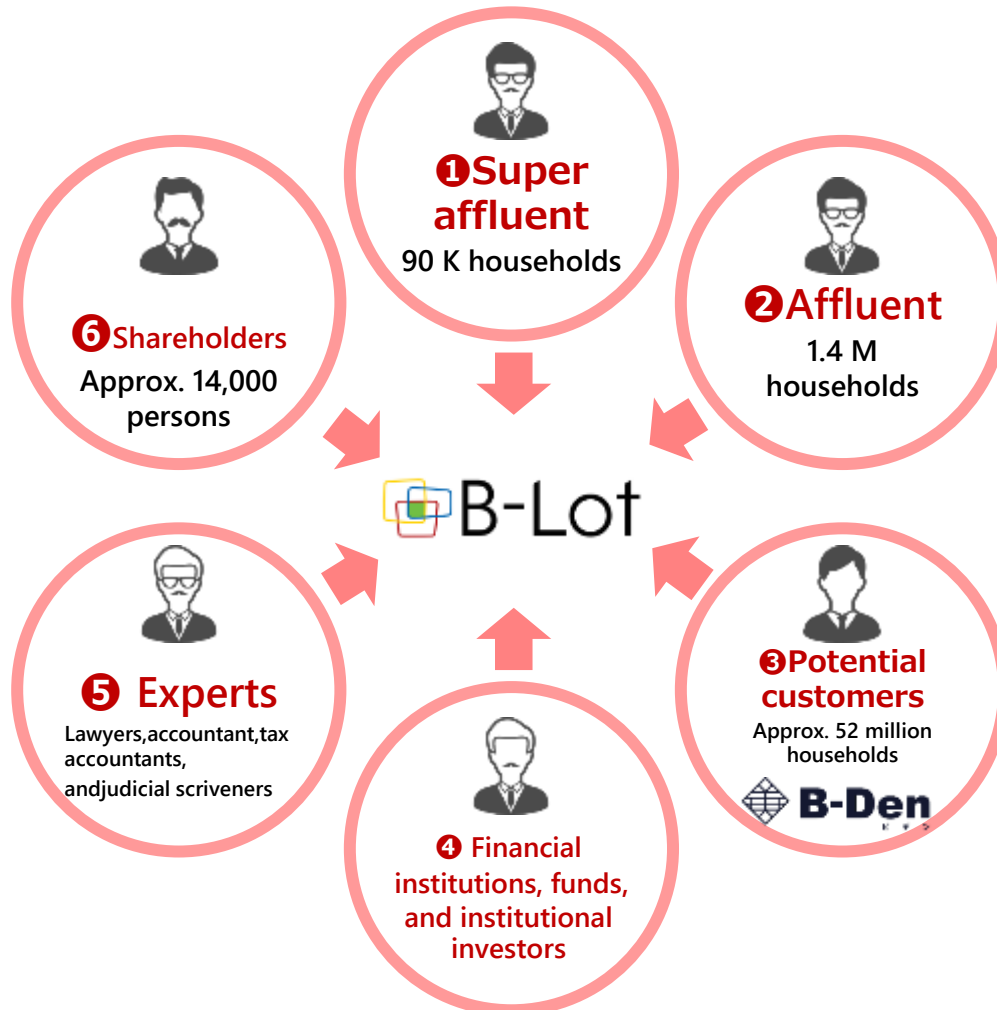 ❶Super
affluent
90 K households
❷Affluent
1.4 M
households
❸Potential
customers
Approx. 52 million
households
B-Den
❹ Financial
institutions, funds,
and institutional
investors
❺ Experts
Lawyers,accountant,tax
accountants,
andjudicial scriveners
❻Shareholders
Approx. 14,000
persons
B-Lot